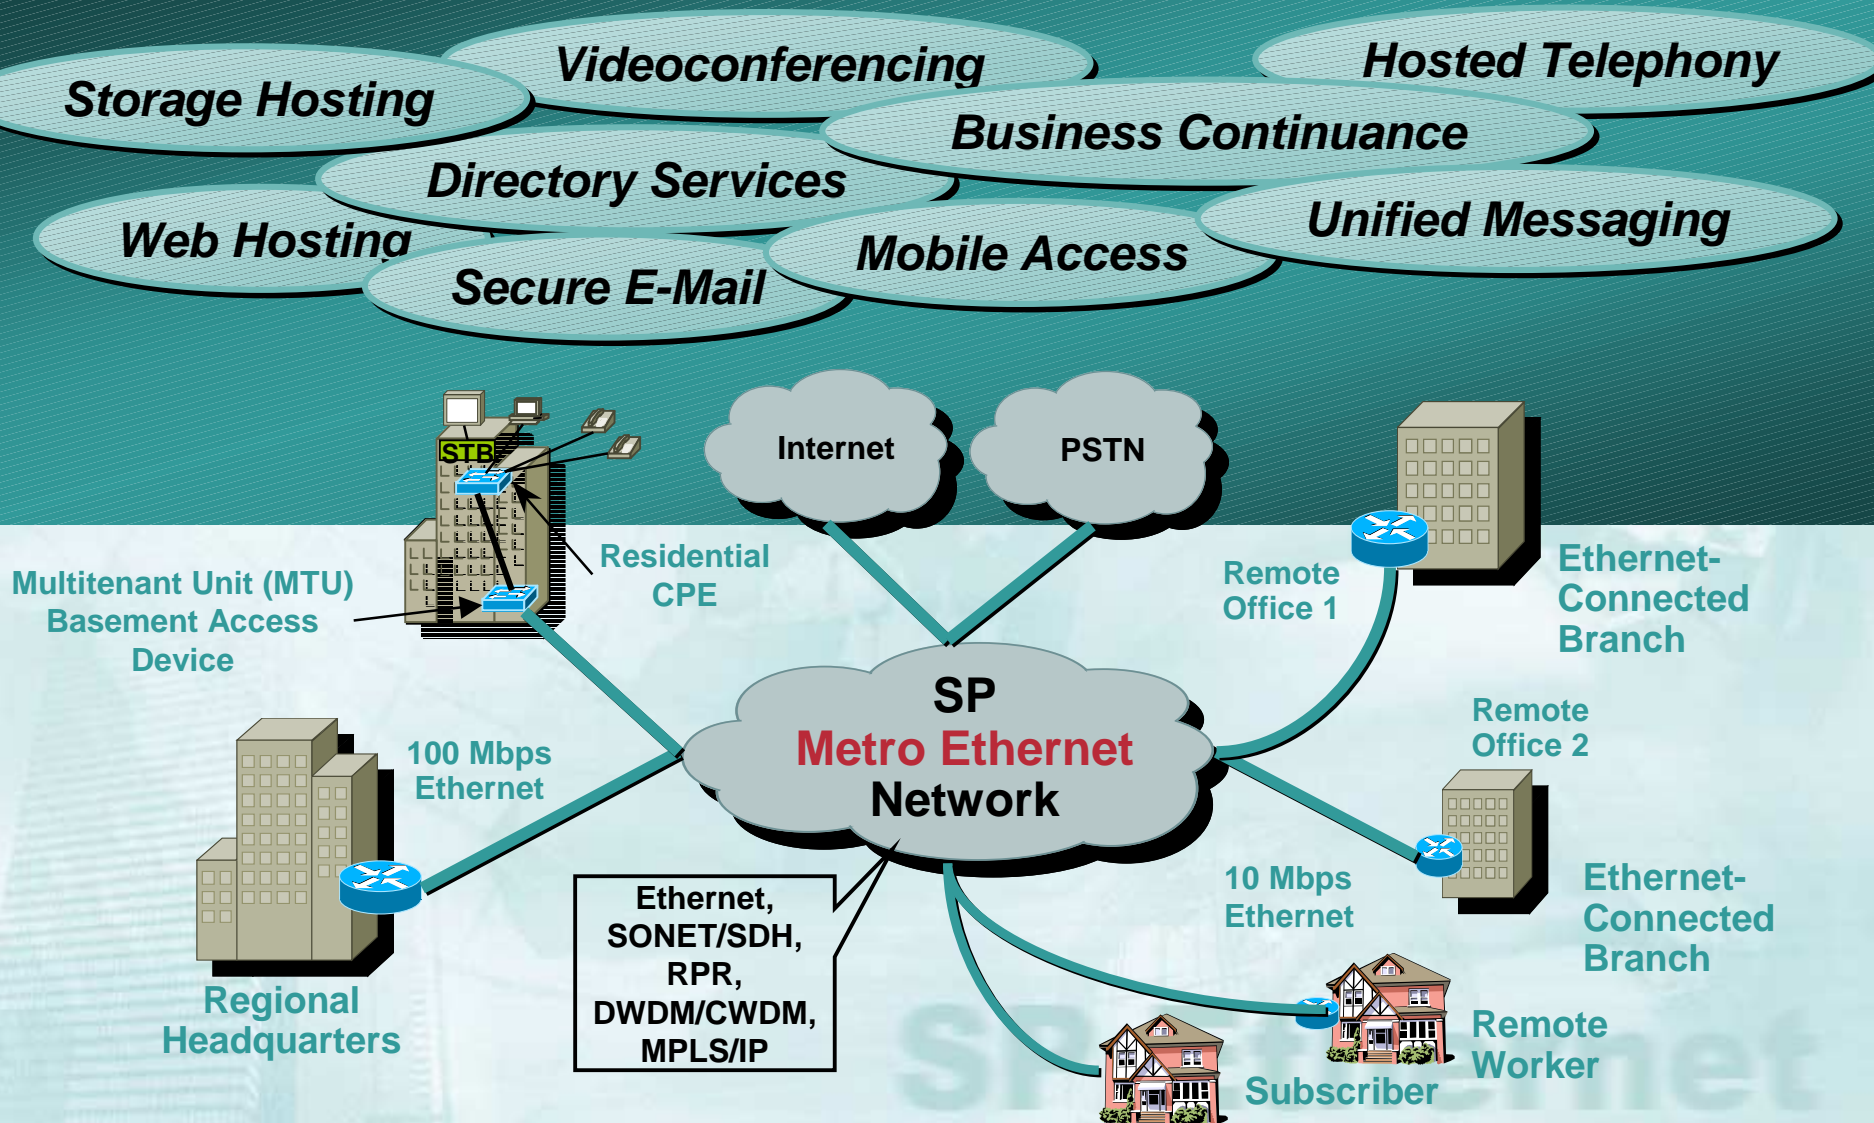 Videoconferencing
Hosted Telephony
Storage Hosting
Business Continuance
Directory Services
Unified Messaging
Web Hosting
Mobile Access
Secure E-Mail
STB
Internet
PSTN
Residential
CPE
Multitenant Unit (MTU)
Basement Access
Device
Remote
Office 1
Ethernet-
Connected
Branch
SP
Metro Ethernet
Network
100 Mbps
Ethernet
Remote
Office 2
10 Mbps
Ethernet
Ethernet-
Connected
Branch
Ethernet,
SONET/SDH,
RPR,
DWDM/CWDM,
MPLS/IP
Regional
Headquarters
Remote
Worker
Subscriber